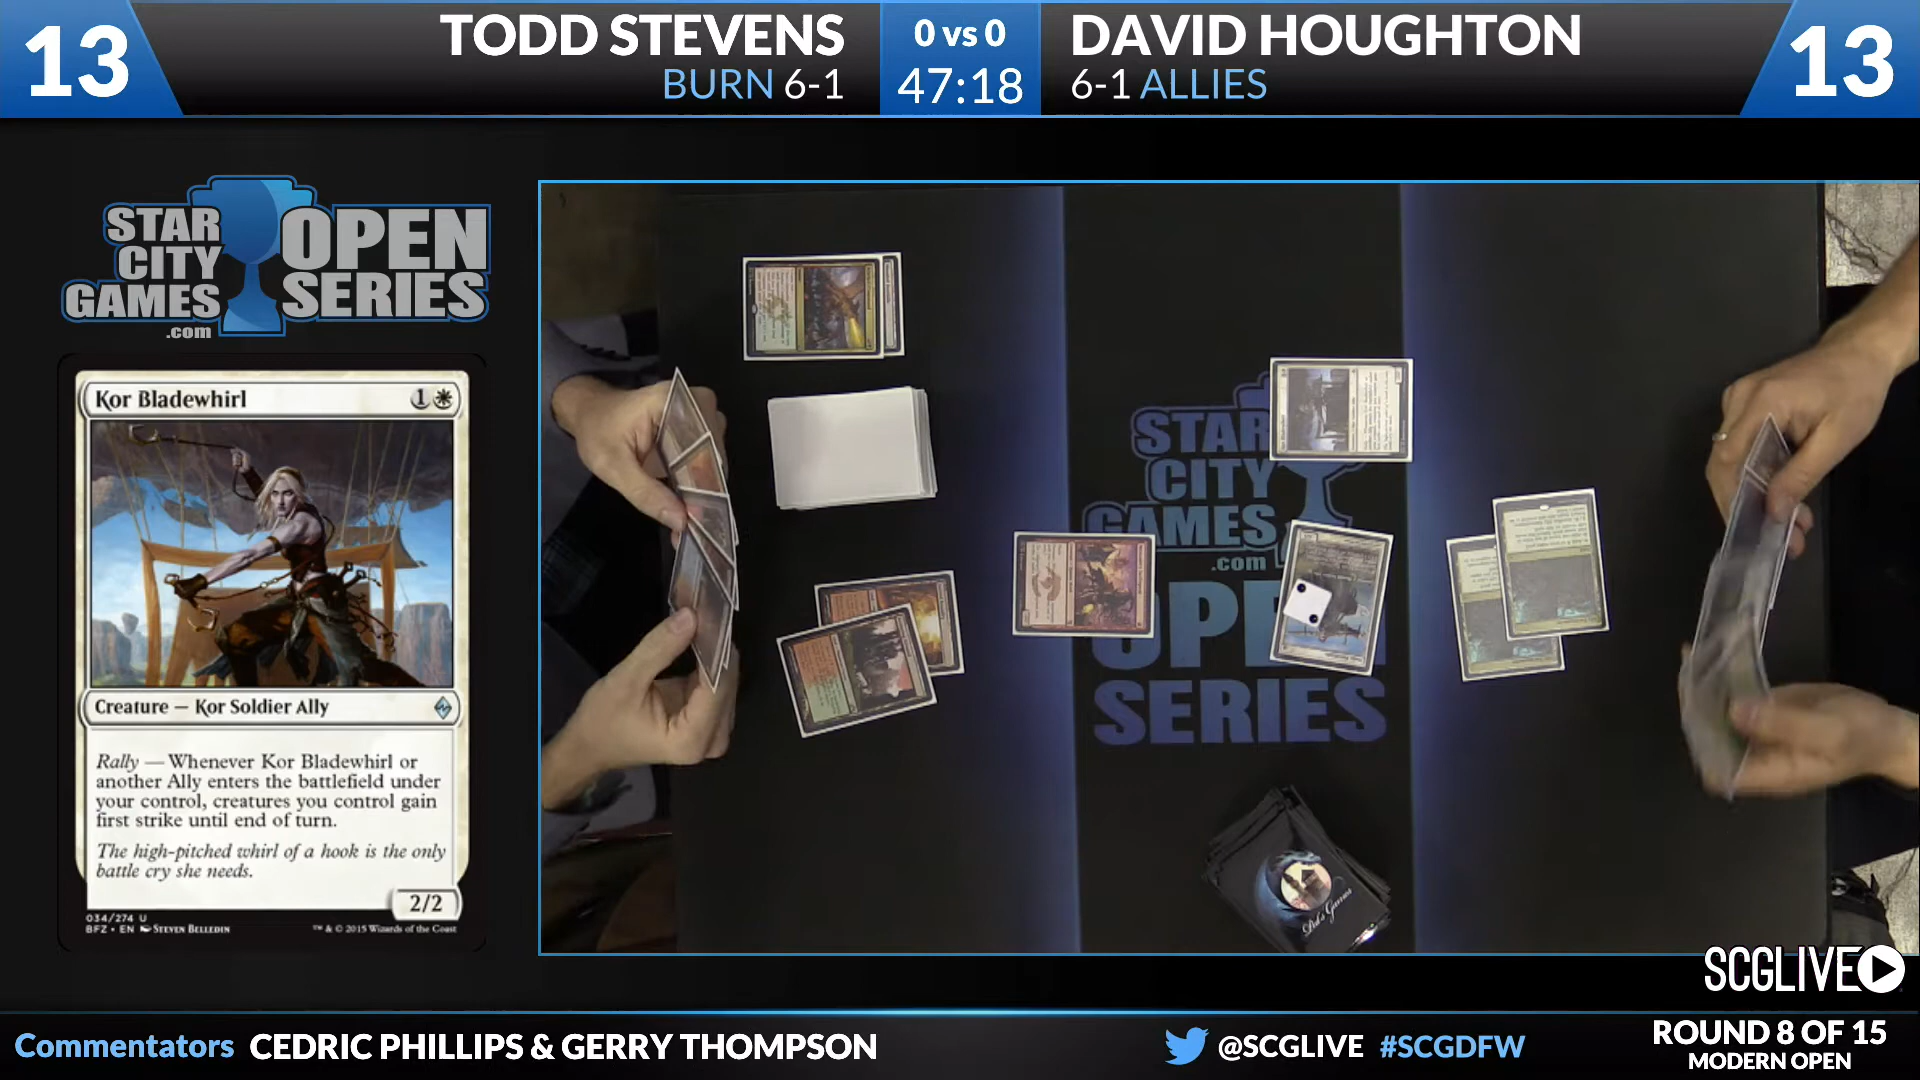 13
TODD STEVENS
BURN 6-1
0 vs 0
47:18
DAVID HOUGHTON
6-1 ALLIES
13
STAR
CITY
GAMES
.com
OPEN
SERIES
Kor Bladewhirl 1
Creature — Kor Soldier Ally
Rally — Whenever Kor Bladewhirl or
another Ally enters the battlefield under
your control, creatures you control gain
first strike until end of turn.
The high-pitched whirl of a hook is the only
battle cry she needs.
2/2
034/274 U
BFZ • EN STEVEN BELLEDIN
™ & © 2015 Wizards of the Coast
STAR
CITY
GAMES
.com
OPEN
SERIES
SCGLIVE
Commentators CEDRIC PHILLIPS & GERRY THOMPSON
@SCGLIVE #SCGDFW
ROUND 8 OF 15
MODERN OPEN